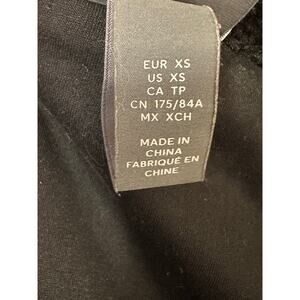 EUR XS
US XS
CA TP
CN 175/84A
MX XCH
MADE IN
CHINA
FABRIQUÉ EN
CHINE